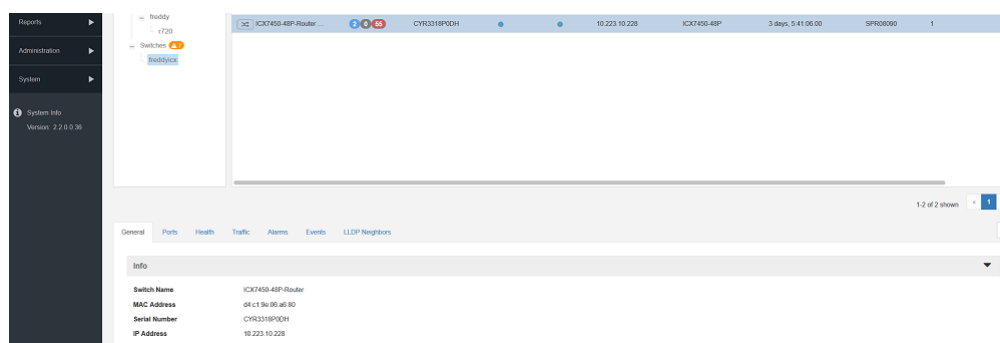 Reports
Administration
System
System Info
Version: 2.2.0.0.36
freddy
r720
Switches 7
freddyicx
ICX7450-48P-Router ... 2 0 55 CYR3318P0DH 10.223.10.228 ICX7450-48P 3 days, 5:41:06.00 SPR08090 1
1-2 of 2 shown « 1
General Ports Health Traffic Alarms Events LLDP Neighbors
Info
Switch Name ICX7450-48P-Router
MAC Address d4:c1:9e:06:a6:80
Serial Number CYR3318P0DH
IP Address 10.223.10.228